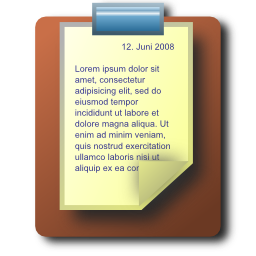 12. Juni 2008
Lorem ipsum dolor sit
amet, consectetur
adipisicing elit, sed do
eiusmod tempor
incididunt ut labore et
dolore magna aliqua. Ut
enim ad minim veniam,
quis nostrud exercitation
ullamco laboris nisi ut
aliquip ex ea